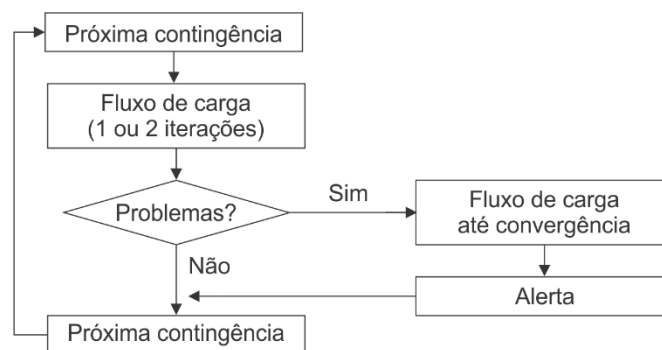 Próxima contingência
Fluxo de carga
(1 ou 2 iterações)
Problemas?
Sim
Fluxo de carga
até convergência
Não
Alerta
Próxima contingência